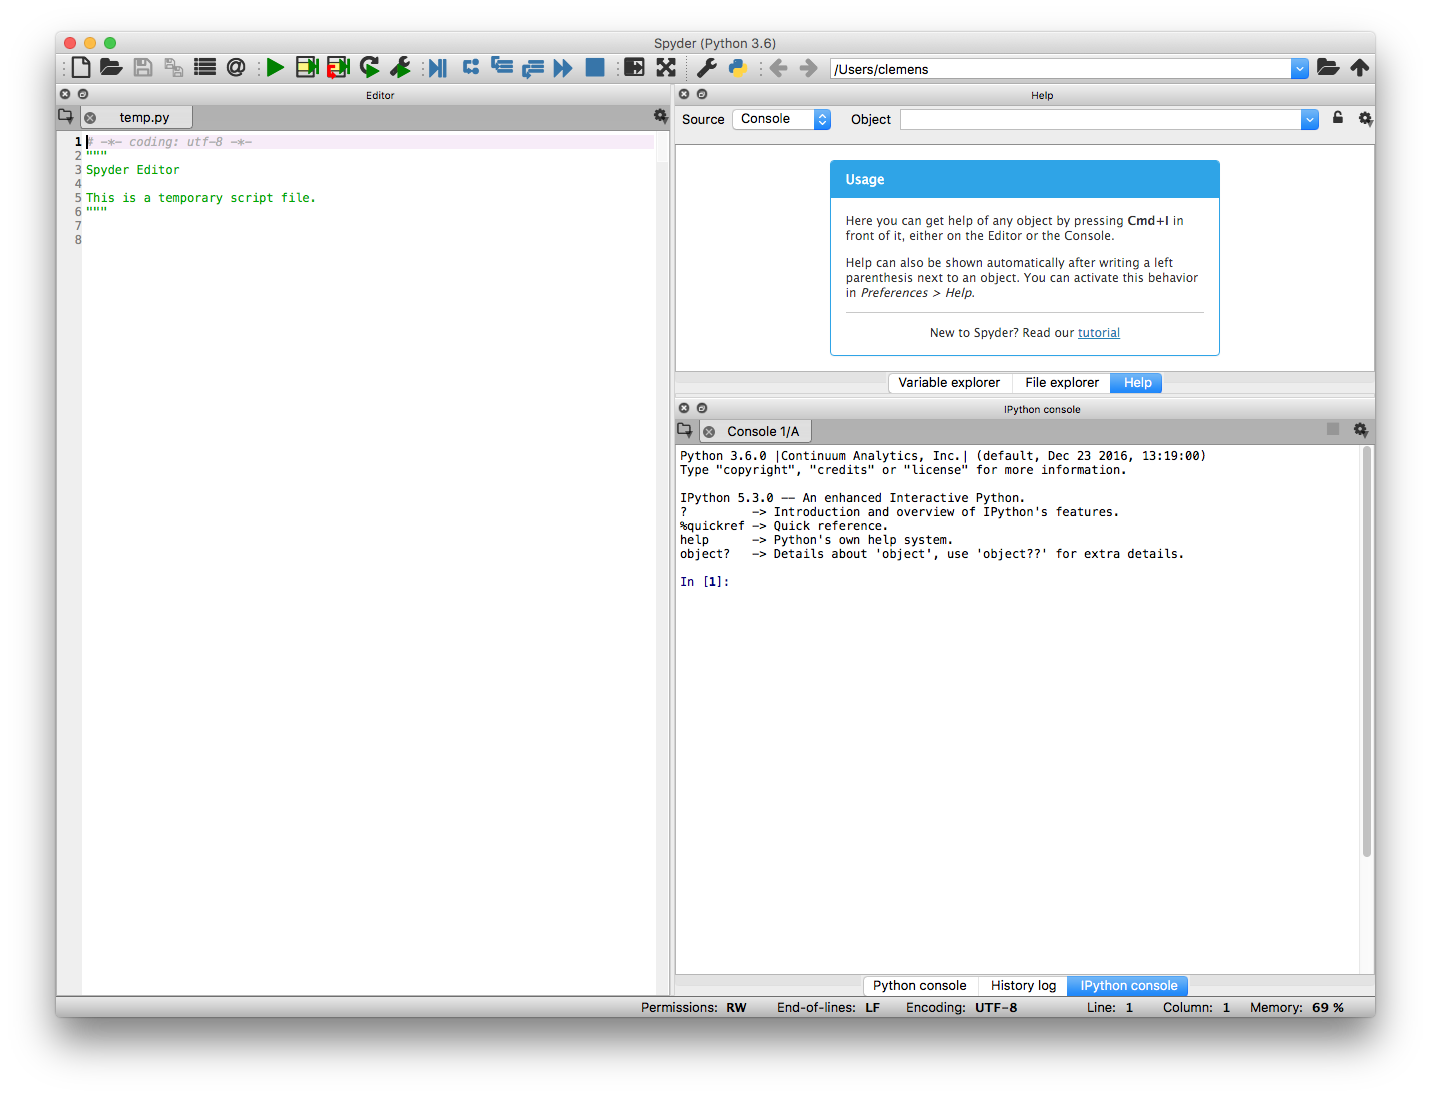 Spyder (Python 3.6)
/Users/clemens
Editor
temp.py
1 # -*- coding: utf-8 -*-
2 """
3 Spyder Editor
4
5 This is a temporary script file.
6 """
7
8
Help
Source Console Object
Usage
Here you can get help of any object by pressing Cmd+I in
front of it, either on the Editor or the Console.
Help can also be shown automatically after writing a left
parenthesis next to an object. You can activate this behavior
in Preferences > Help.
New to Spyder? Read our tutorial
Variable explorer File explorer Help
IPython console
Console 1/A
Python 3.6.0 |Continuum Analytics, Inc.| (default, Dec 23 2016, 13:19:00)
Type "copyright", "credits" or "license" for more information.
IPython 5.3.0 -- An enhanced Interactive Python.
?         -> Introduction and overview of IPython's features.
%quickref -> Quick reference.
help      -> Python's own help system.
object?   -> Details about 'object', use 'object??' for extra details.
In [1]:
Python console History log IPython console
Permissions: RW End-of-lines: LF Encoding: UTF-8 Line: 1 Column: 1 Memory: 69 %